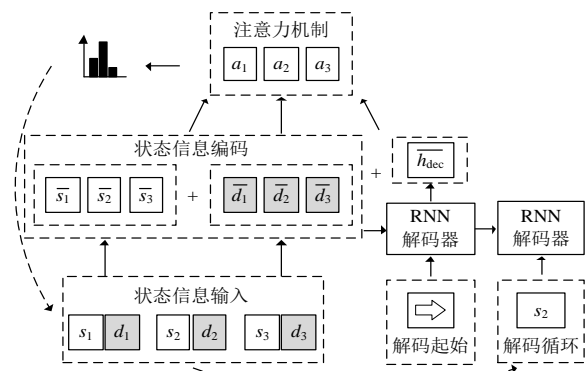 注意力机制
a₁ a₂ a₃
状态信息编码
s̅₁ s̅₂ s̅₃ + d̅₁ d̅₂ d̅₃
+
h̅dec
RNN
解码器
RNN
解码器
状态信息输入
s₁ d₁ s₂ d₂ s₃ d₃
解码起始
s₂
解码循环